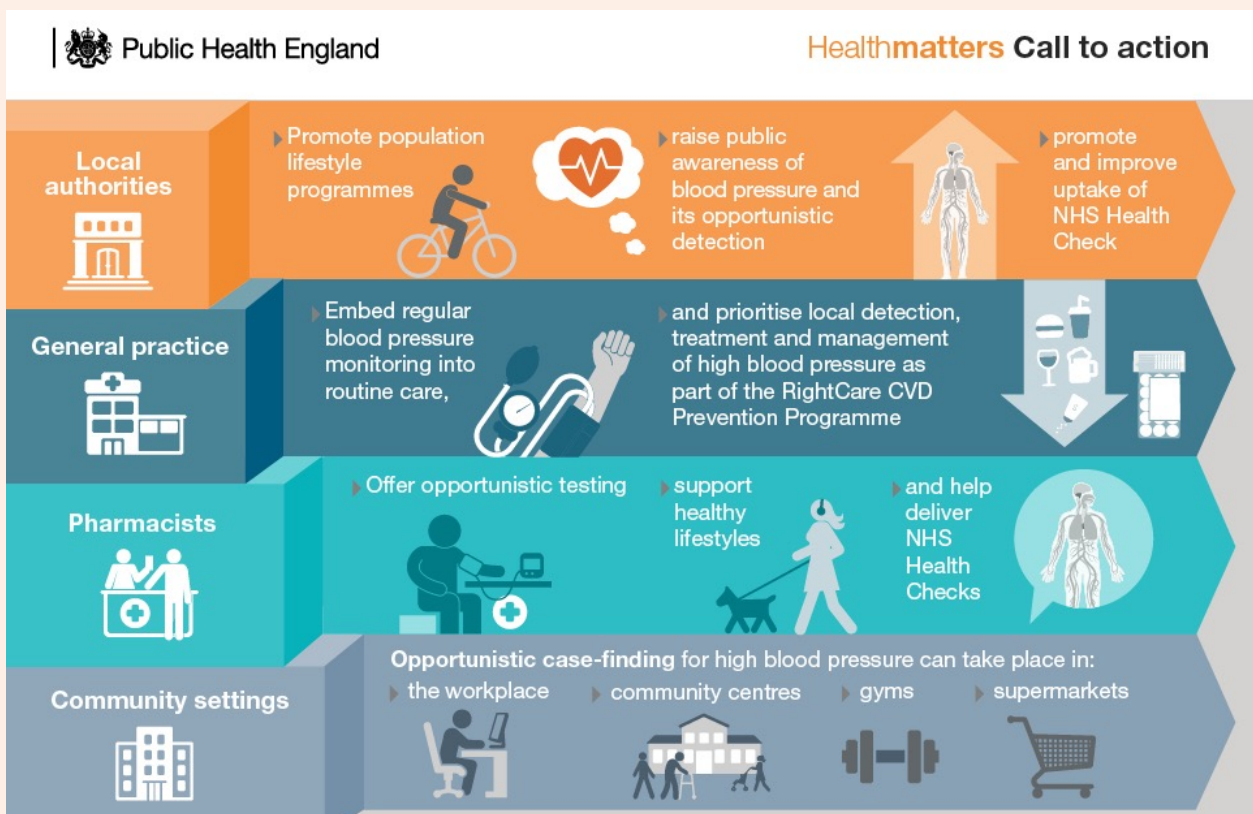 Public Health England
Healthmatters Call to action
Local
authorities
Promote population
lifestyle
programmes
raise public
awareness of
blood pressure and
its opportunistic
detection
promote
and improve
uptake of
NHS Health
Check
General practice
Embed regular
blood pressure
monitoring into
routine care,
and prioritise local detection,
treatment and management
of high blood pressure as
part of the RightCare CVD
Prevention Programme
Pharmacists
Offer opportunistic testing
support
healthy
lifestyles
and help
deliver
NHS
Health
Checks
Community settings
Opportunistic case-finding for high blood pressure can take place in:
the workplace
community centres
gyms
supermarkets